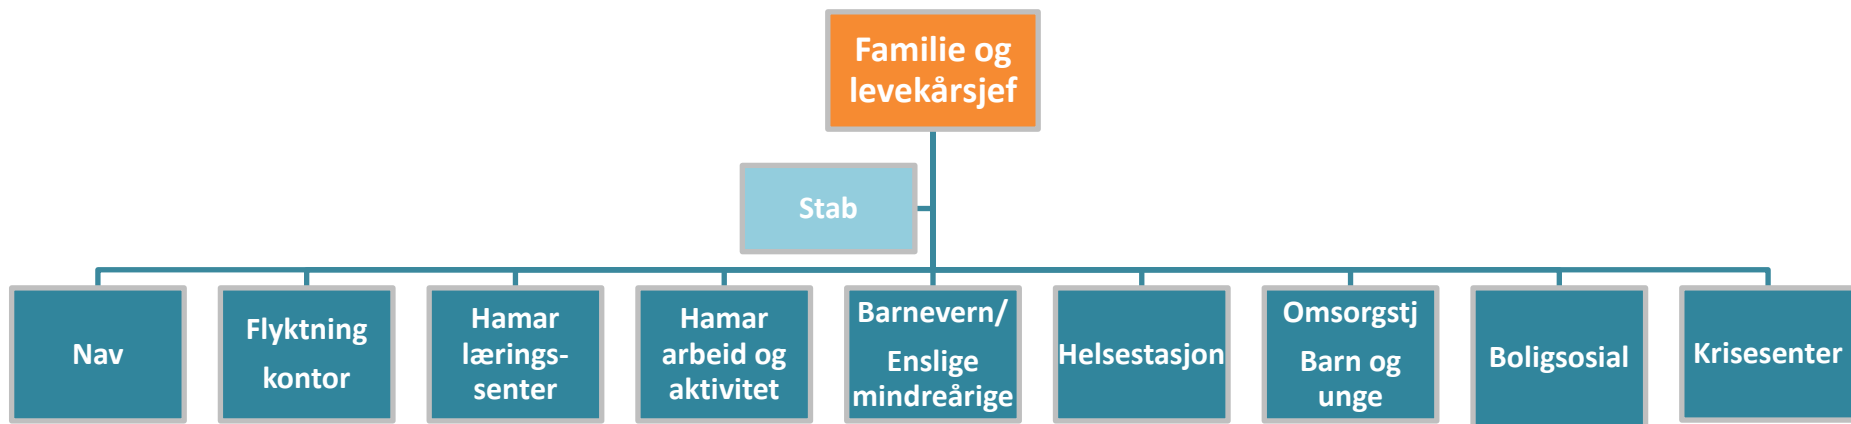 Familie og
levekårsjef
Stab
Nav
Flyktning
kontor
Hamar
lærings-
senter
Hamar
arbeid og
aktivitet
Barnevern/
Enslige
mindreårige
Helsestasjon
Omsorgstj
Barn og
unge
Boligsosial
Krisesenter